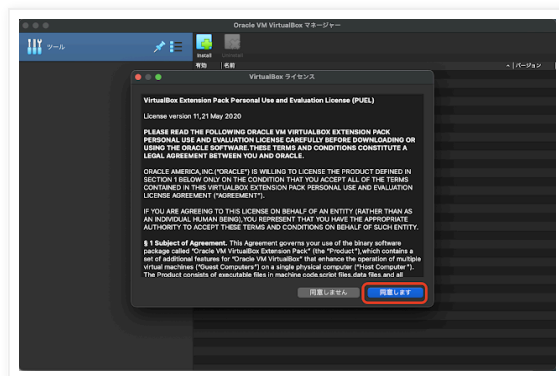 Oracle VM VirtualBox マネージャー
ツール
Install
Uninstall
有効 名前
バージョン
VirtualBox ライセンス
VirtualBox Extension Pack Personal Use and Evaluation License (PUEL)
License version 11,21 May 2020
PLEASE READ THE FOLLOWING ORACLE VM VIRTUALBOX EXTENSION PACK
PERSONAL USE AND EVALUATION LICENSE CAREFULLY BEFORE DOWNLOADING OR
USING THE ORACLE SOFTWARE.THESE TERMS AND CONDITIONS CONSTITUTE A
LEGAL AGREEMENT BETWEEN YOU AND ORACLE.
ORACLE AMERICA,INC.("ORACLE") IS WILLING TO LICENSE THE PRODUCT DEFINED IN
SECTION 1 BELOW ONLY ON THE CONDITION THAT YOU ACCEPT ALL OF THE TERMS
CONTAINED IN THIS VIRTUALBOX EXTENSION PACK PERSONAL USE AND EVALUATION
LICENSE AGREEMENT ("AGREEMENT").
IF YOU ARE AGREEING TO THIS LICENSE ON BEHALF OF AN ENTITY (RATHER THAN AS
AN INDIVIDUAL HUMAN BEING),YOU REPRESENT THAT YOU HAVE THE APPROPRIATE
AUTHORITY TO ACCEPT THESE TERMS AND CONDITIONS ON BEHALF OF SUCH ENTITY.
§ 1 Subject of Agreement. This Agreement governs your use of the binary software
package called "Oracle VM VirtualBox Extension Pack" (the "Product"),which contains a
set of additional features for "Oracle VM VirtualBox" that enhance the operation of multiple
virtual machines ("Guest Computers") on a single physical computer ("Host Computer").
The Product consists of executable files in machine code,script files,data files,and all
同意しません
同意します